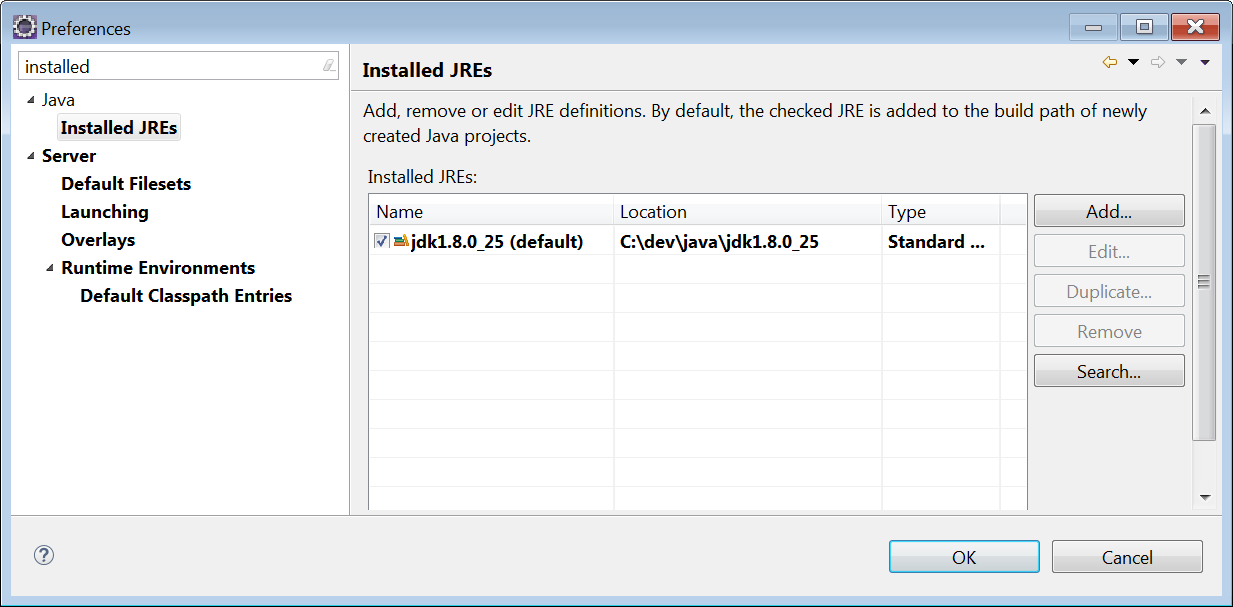 Preferences
installed
Java
Installed JREs
Server
Default Filesets
Launching
Overlays
Runtime Environments
Default Classpath Entries
Installed JREs
Add, remove or edit JRE definitions. By default, the checked JRE is added to the build path of newly
created Java projects.
Installed JREs:
Name Location Type
jdk1.8.0_25 (default) C:\dev\java\jdk1.8.0_25 Standard ...
Add...
Edit...
Duplicate...
Remove
Search...
?
OK Cancel